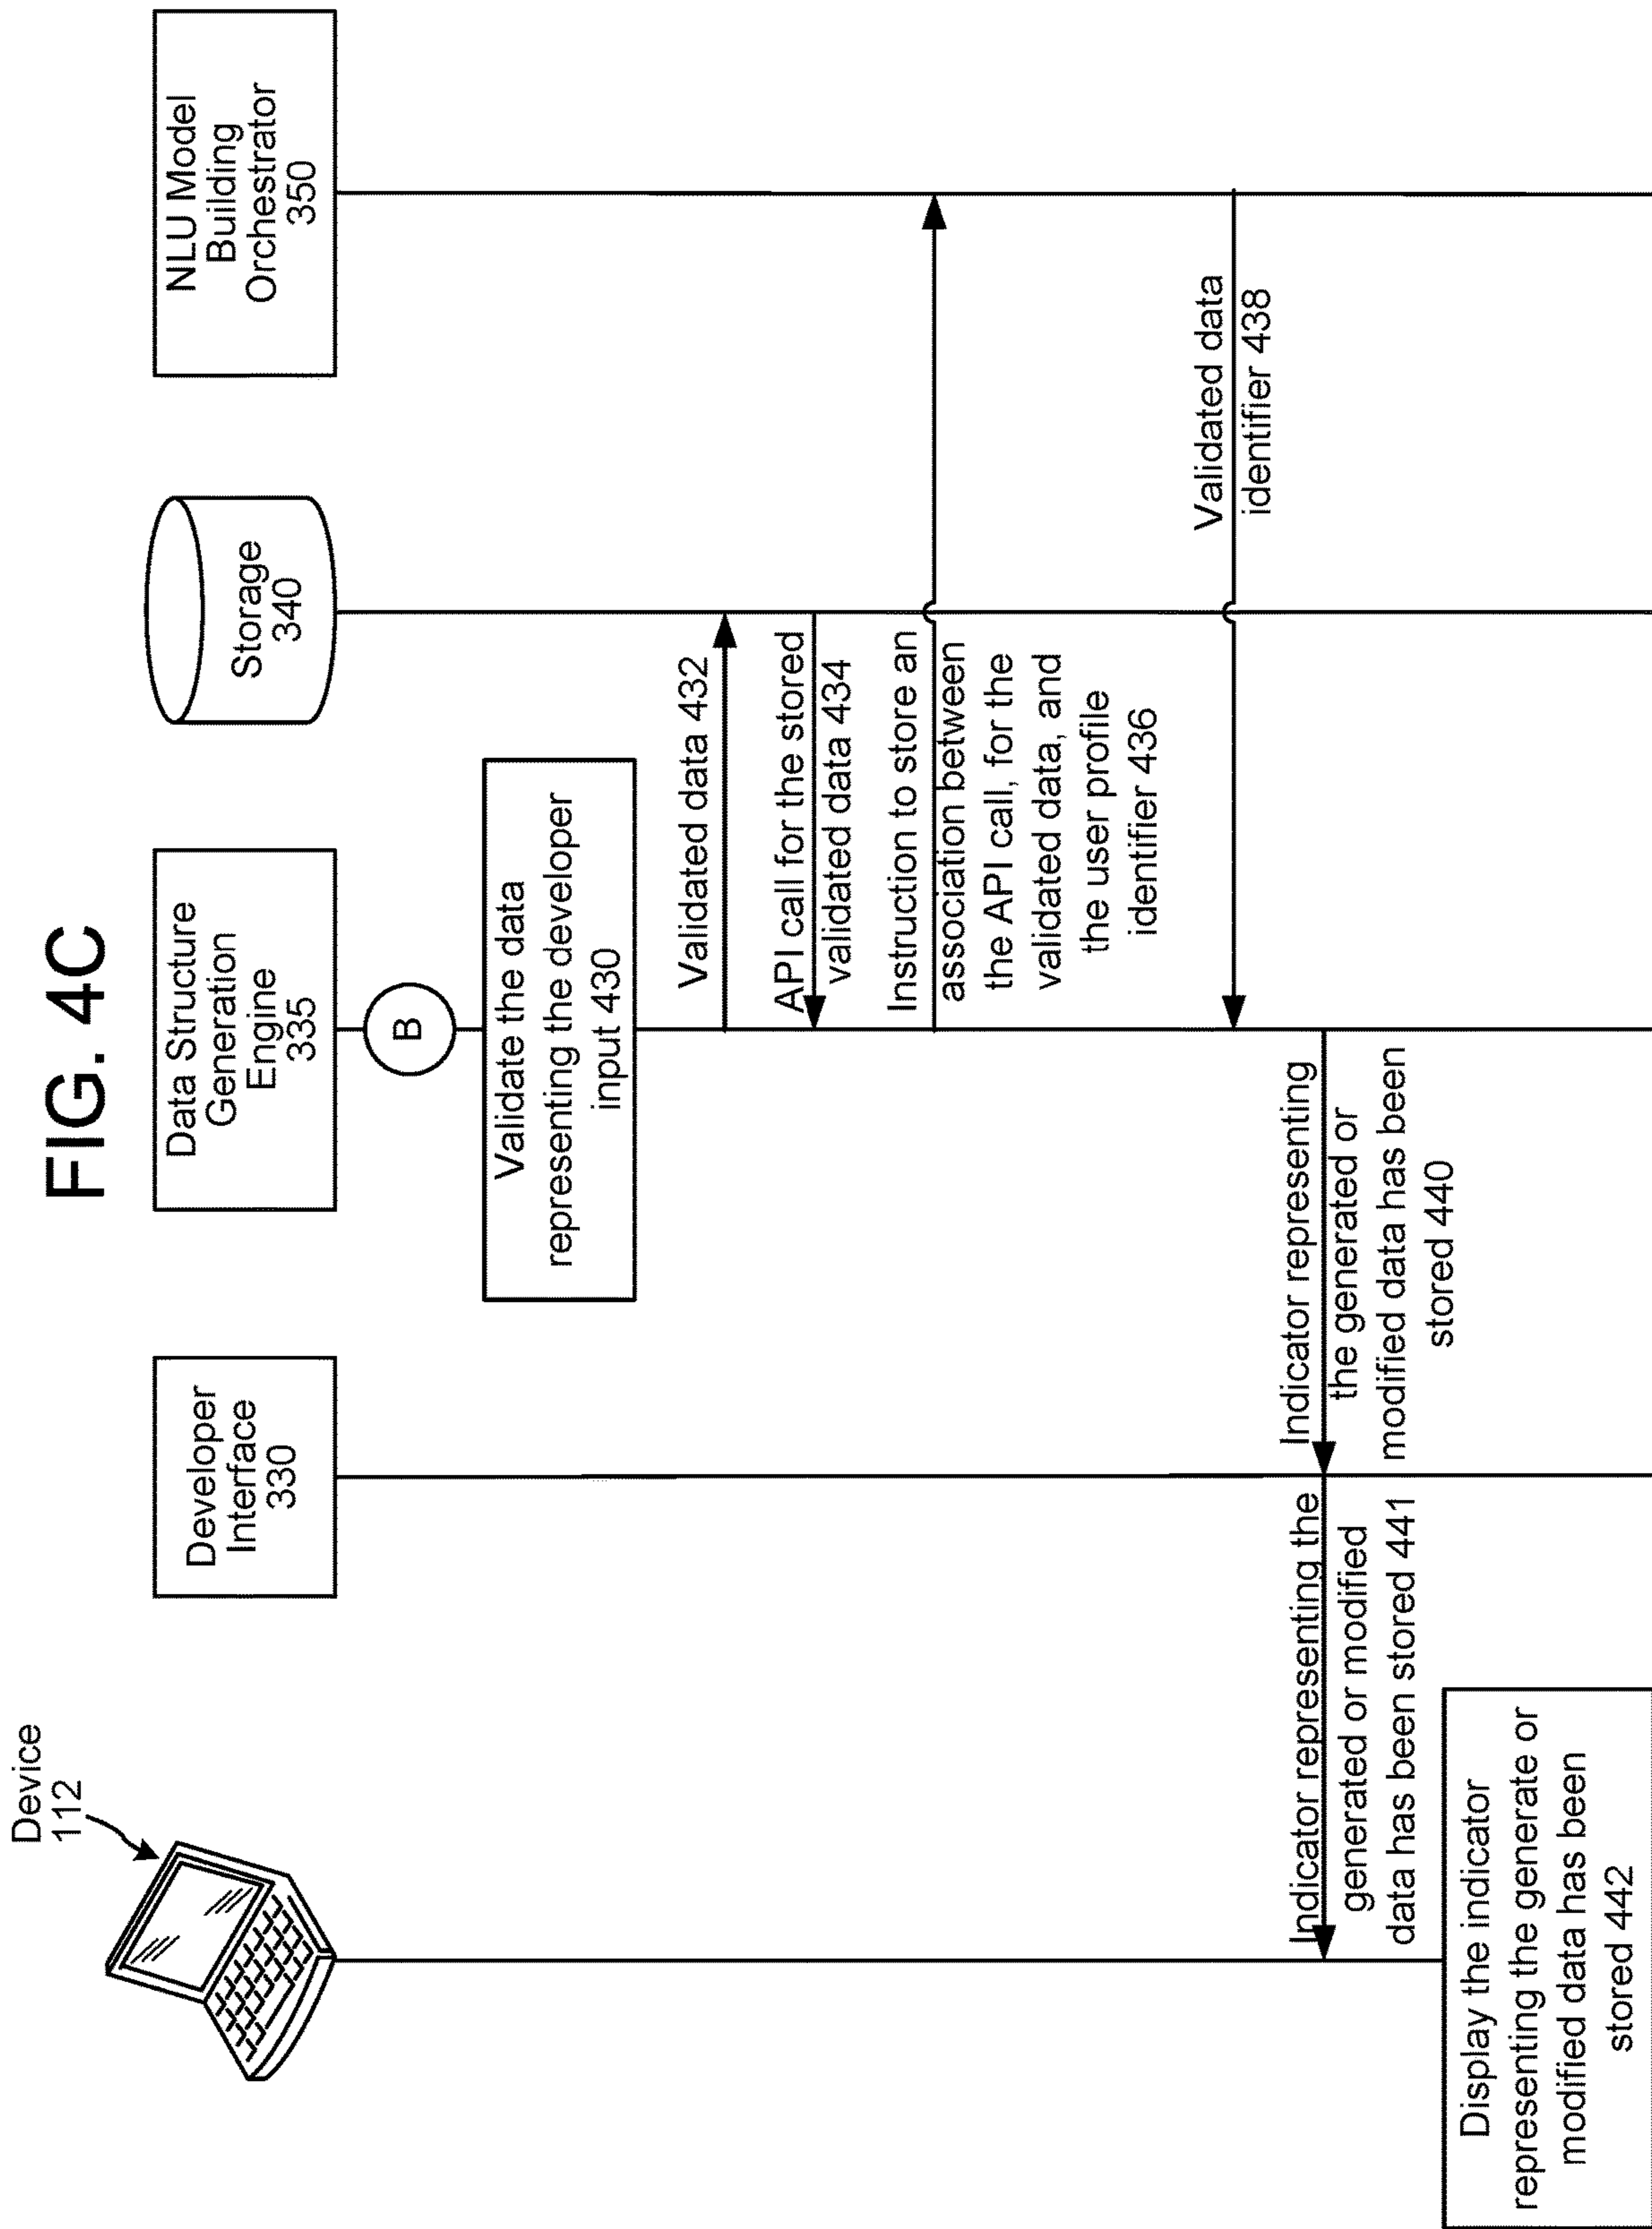 FIG. 4C
Device
112
Developer
Interface
330
Data Structure
Generation
Engine
335
Storage
340
NLU Model
Building
Orchestrator
350
B
Validate the data
representing the developer
input 430
Validated data 432
API call for the stored
validated data 434
Instruction to store an
association between
the API call, for the
validated data, and
the user profile
identifier 436
Validated data
identifier 438
Indicator representing
the generated or
modified data has been
stored 440
Indicator representing the
generated or modified
data has been stored 441
Display the indicator
representing the generate or
modified data has been
stored 442